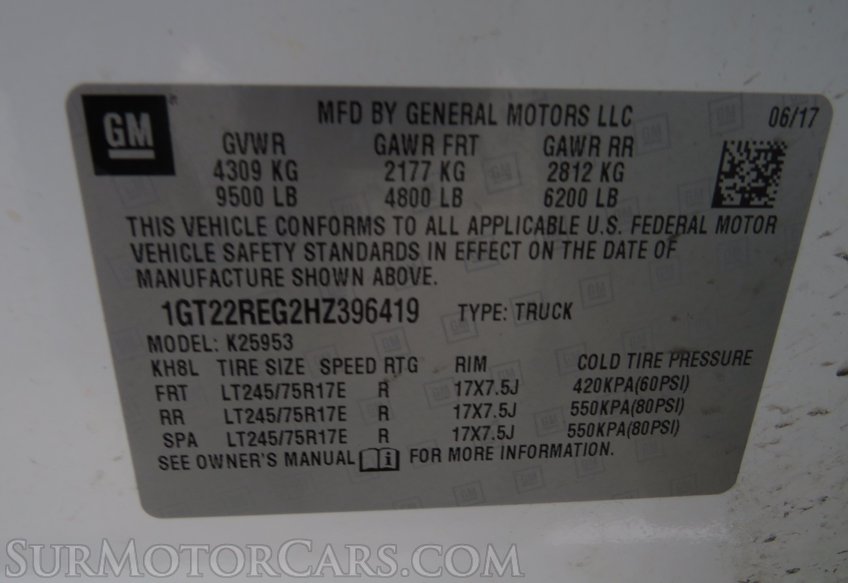 GM
MFD BY GENERAL MOTORS LLC 06/17
GVWR GAWR FRT GAWR RR
4309 KG 2177 KG 2812 KG
9500 LB 4800 LB 6200 LB
THIS VEHICLE CONFORMS TO ALL APPLICABLE U.S. FEDERAL MOTOR
VEHICLE SAFETY STANDARDS IN EFFECT ON THE DATE OF
MANUFACTURE SHOWN ABOVE.
1GT22REG2HZ396419 TYPE: TRUCK
MODEL: K25953
KH8L TIRE SIZE SPEED RTG RIM COLD TIRE PRESSURE
FRT LT245/75R17E R 17X7.5J 420KPA(60PSI)
RR LT245/75R17E R 17X7.5J 550KPA(80PSI)
SPA LT245/75R17E R 17X7.5J 550KPA(80PSI)
SEE OWNER'S MANUAL i FOR MORE INFORMATION.
SURMOTORCARS.COM